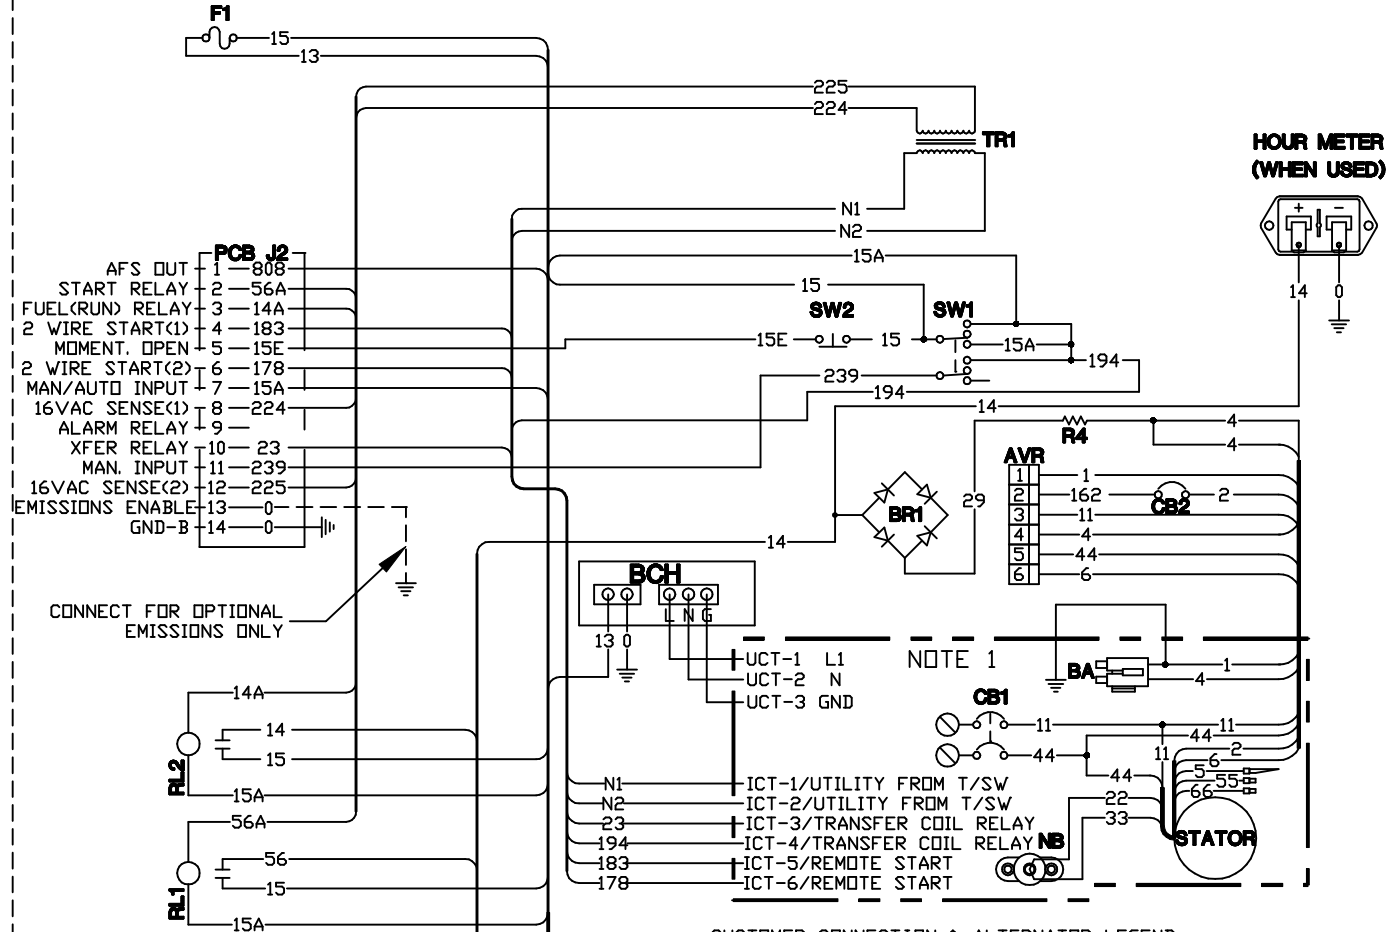 F1
15
13
225
224
TR1
HOUR METER
(WHEN USED)
+ -
14 0
N1
N2
PCB J2
AFS OUT 1 808
START RELAY 2 56A
FUEL(RUN) RELAY 3 14A
2 WIRE START(1) 4 183
MOMENT. OPEN 5 15E
2 WIRE START(2) 6 178
MAN/AUTO INPUT 7 15A
16VAC SENSE(1) 8 224
ALARM RELAY 9
XFER RELAY 10 23
MAN. INPUT 11 239
16VAC SENSE(2) 12 225
EMISSIONS ENABLE 13 0
GND-B 14 0
CONNECT FOR OPTIONAL
EMISSIONS ONLY
15A
15
SW2 SW1
15E 15
15A
194
239
194
14
R4
4
4
AVR
1 1
2 162 2
CB2
3 11
4 4
5 44
6 6
29
BR1
14
BCH
L N G
13 0
UCT-1 L1
UCT-2 N
UCT-3 GND
NOTE 1
BA
1
4
CB1
11 11
44
44
11
2
6
5
44
55
66
22
33
STATOR
NB
14A
14
15
RL2
15A
56A
56
15
RL1
15A
N1 ICT-1/UTILITY FROM T/SW
N2 ICT-2/UTILITY FROM T/SW
23 ICT-3/TRANSFER COIL RELAY
194 ICT-4/TRANSFER COIL RELAY
183 ICT-5/REMOTE START
178 ICT-6/REMOTE START